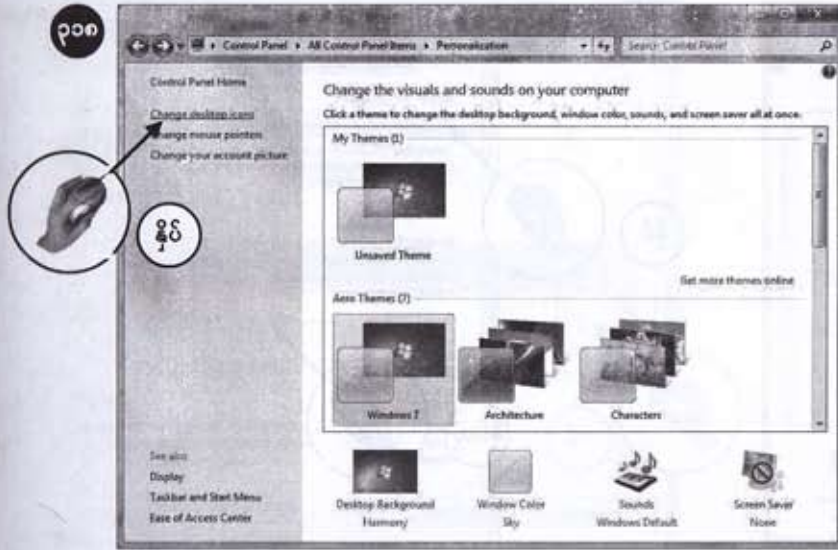 Control Panel ▸ All Control Panel Items ▸ Personalization
Search Control Panel
Control Panel Home
Change desktop icons
Change mouse pointers
Change your account picture
နှိပ်
See also
Display
Taskbar and Start Menu
Ease of Access Center
Change the visuals and sounds on your computer
Click a theme to change the desktop background, window color, sounds, and screen saver all at once.
My Themes (1)
Unsaved Theme
Get more themes online
Aero Themes (7)
Windows 7
Architecture
Characters
Desktop Background
Harmony
Window Color
Sky
Sounds
Windows Default
Screen Saver
None